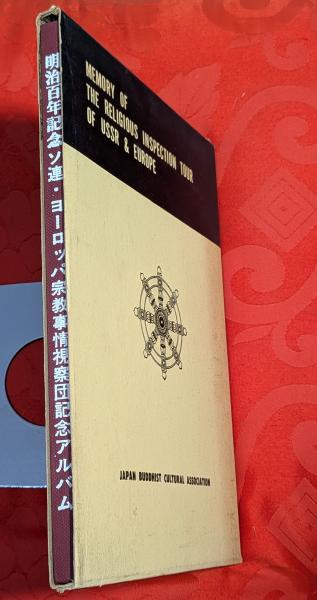 MEMORY OF
THE RELIGIOUS INSPECTION TOUR
OF USSR & EUROPE
JAPAN BUDDHIST CULTURAL ASSOCIATION
明治百年記念ソ連・ヨーロッパ宗教事情視察団記念アルバム